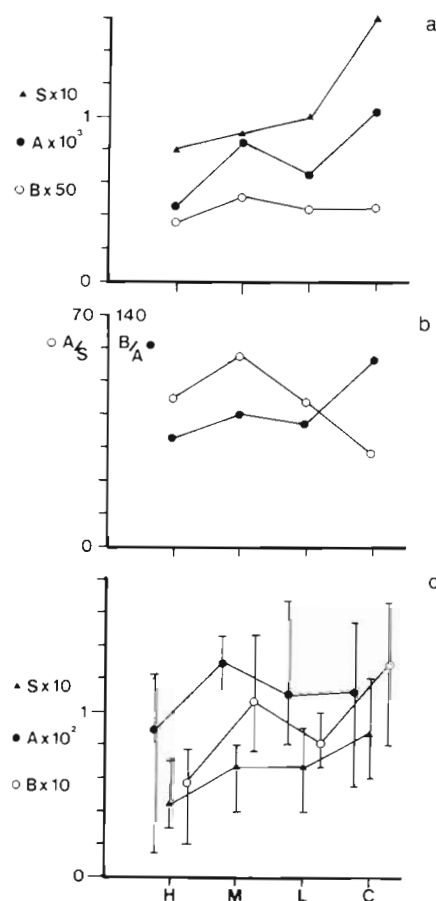 a
▲ S x 10
● A x 10³
○ B x 50
1
0
b
70 140
○ A/S B/A ●
0
c
▲ S x 10
● A x 10²
○ B x 10
1
0
H M L C